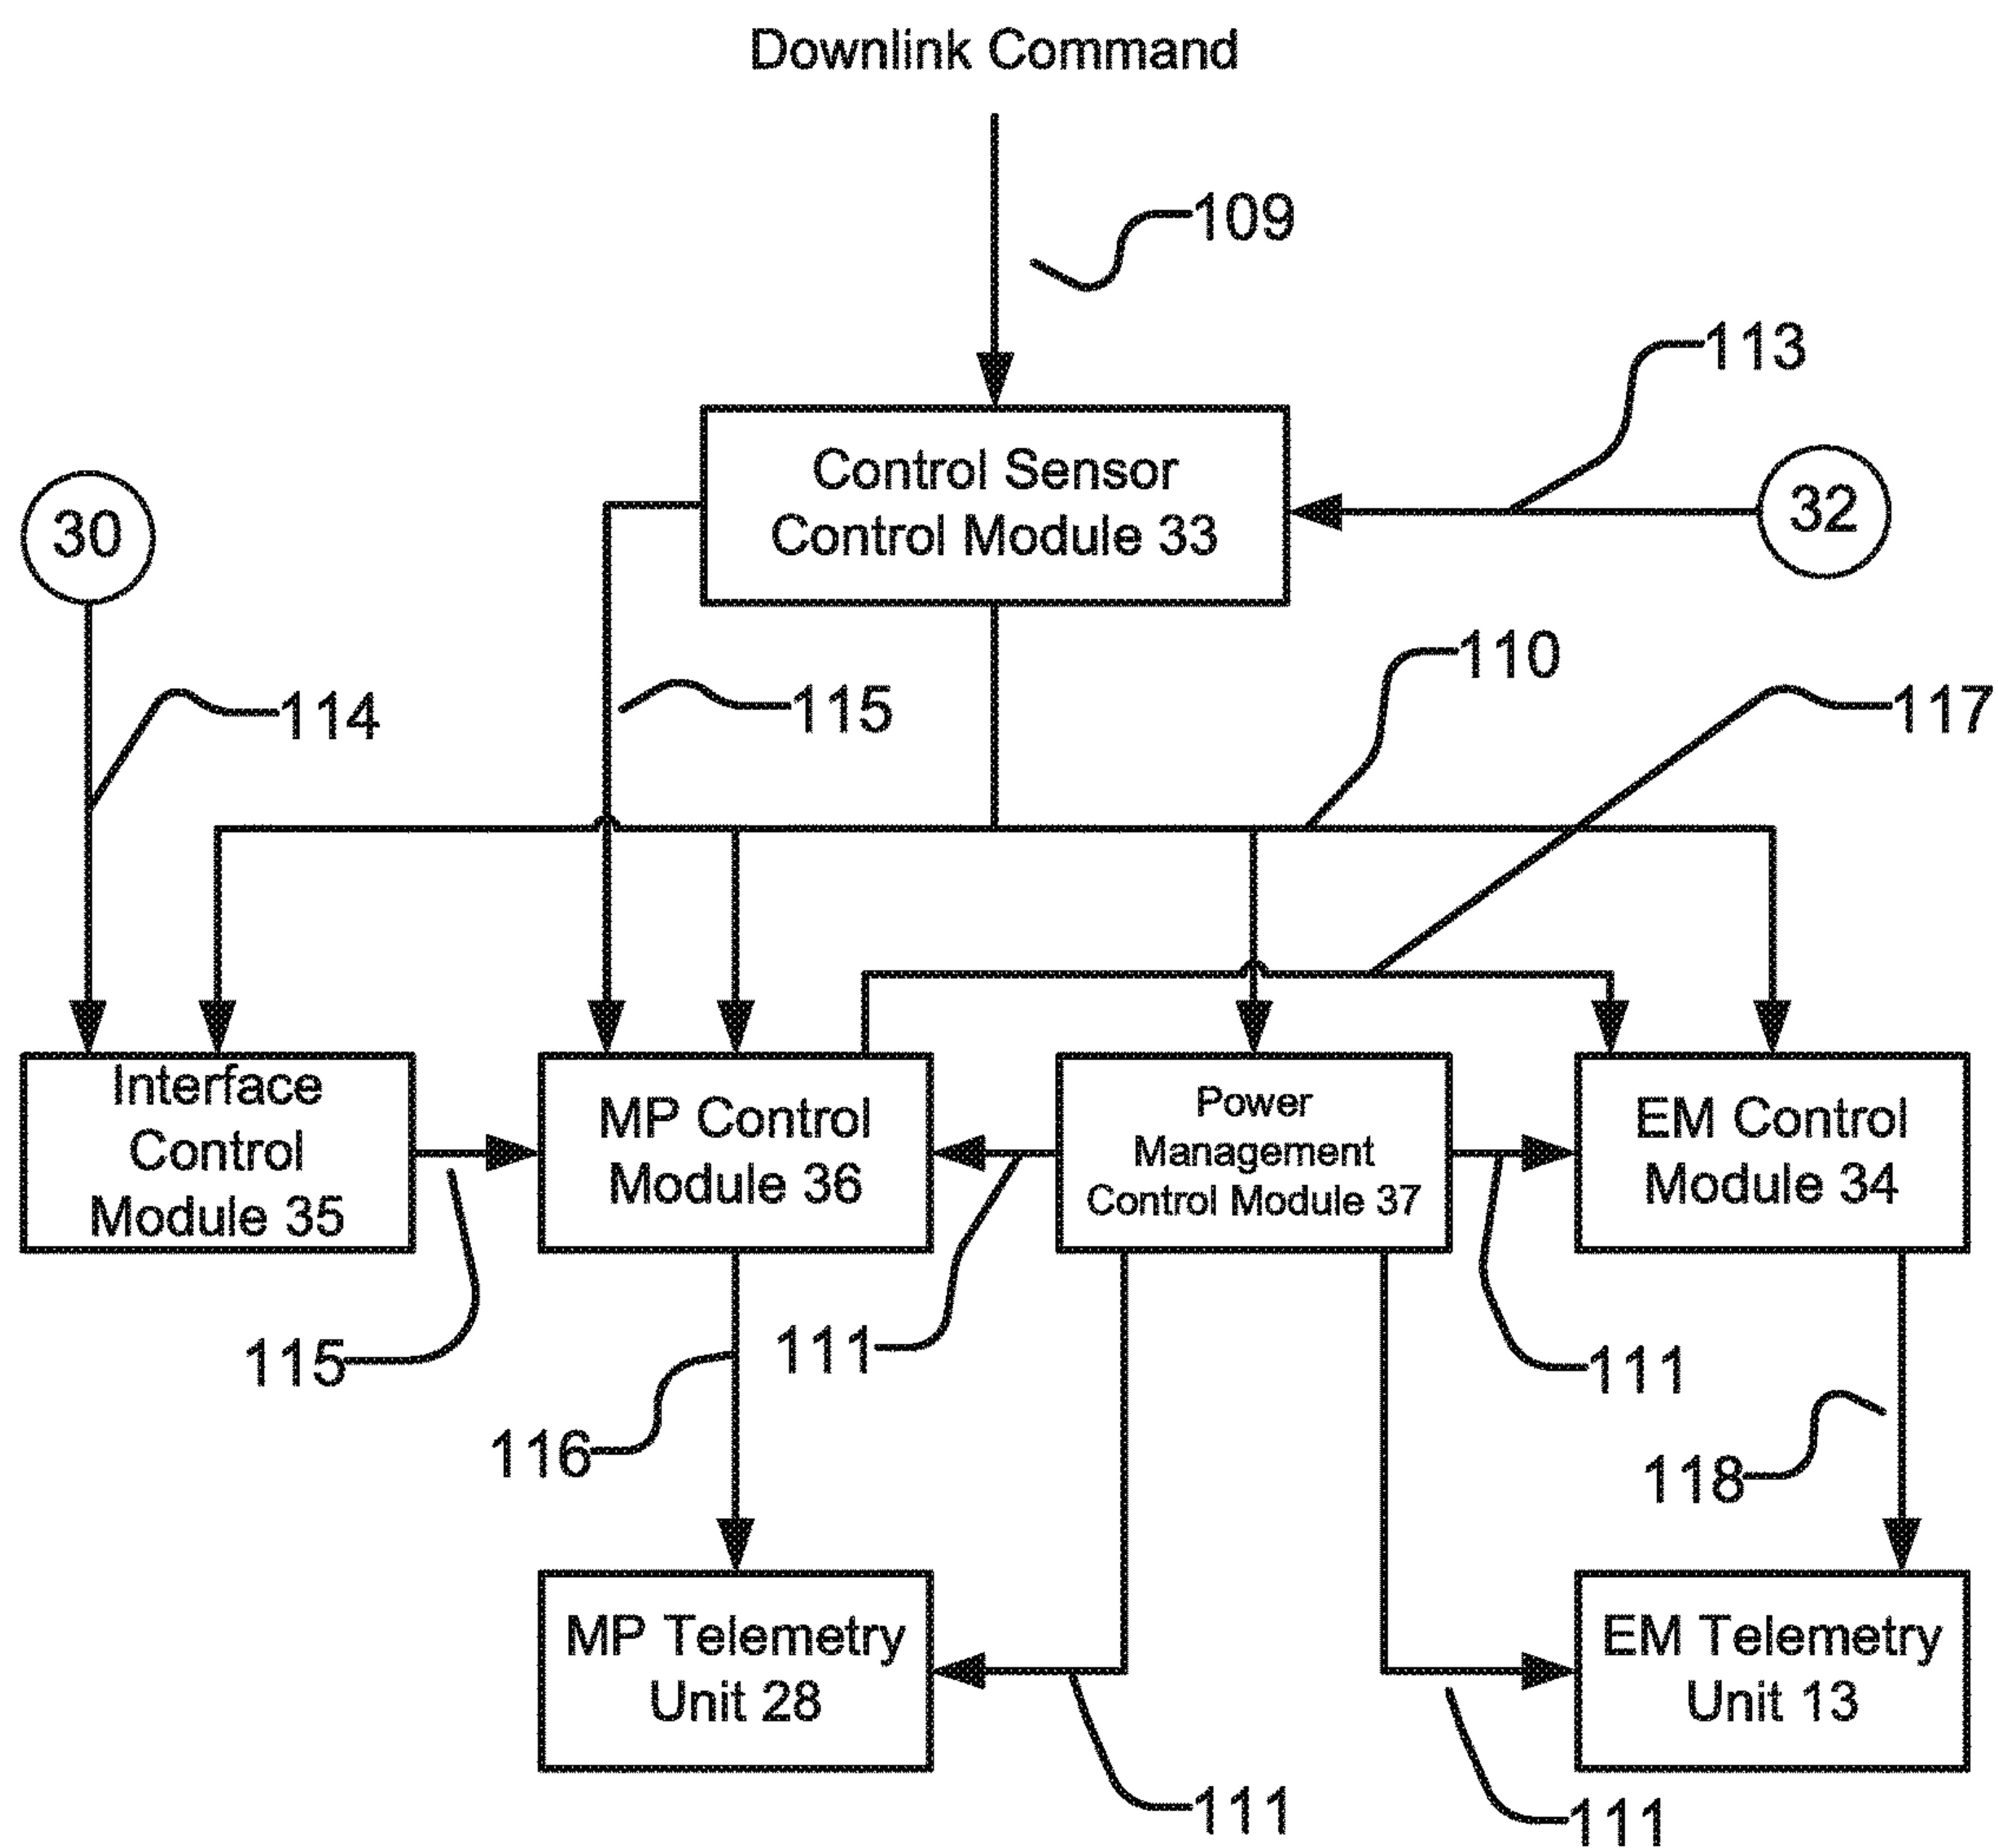 Downlink Command
109
113
Control Sensor
Control Module 33
30
32
110
115
117
114
Interface
Control
Module 35
MP Control
Module 36
Power
Management
Control Module 37
EM Control
Module 34
115
111
111
116
118
MP Telemetry
Unit 28
EM Telemetry
Unit 13
111
111